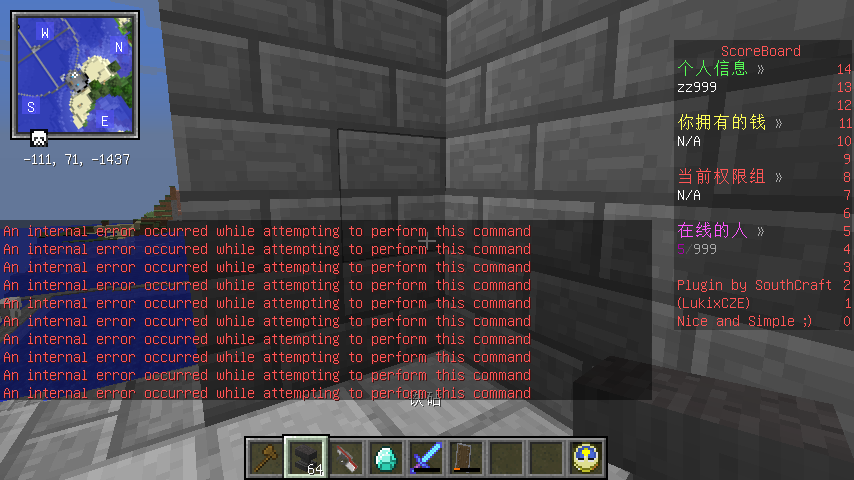 W
N
S
E
-111, 71, -1437
ScoreBoard
个人信息 » 14
zz999 13
12
你拥有的钱 » 11
N/A 10
9
当前权限组 » 8
N/A 7
6
在线的人 » 5
5/999 4
3
Plugin by SouthCraft 2
(LukixCZE) 1
Nice and Simple ;) 0
An internal error occurred while attempting to perform this command
An internal error occurred while attempting to perform this command
An internal error occurred while attempting to perform this command
An internal error occurred while attempting to perform this command
An internal error occurred while attempting to perform this command
An internal error occurred while attempting to perform this command
An internal error occurred while attempting to perform this command
An internal error occurred while attempting to perform this command
An internal error occurred while attempting to perform this command
An internal error occurred while attempting to perform this command
铁砧
64